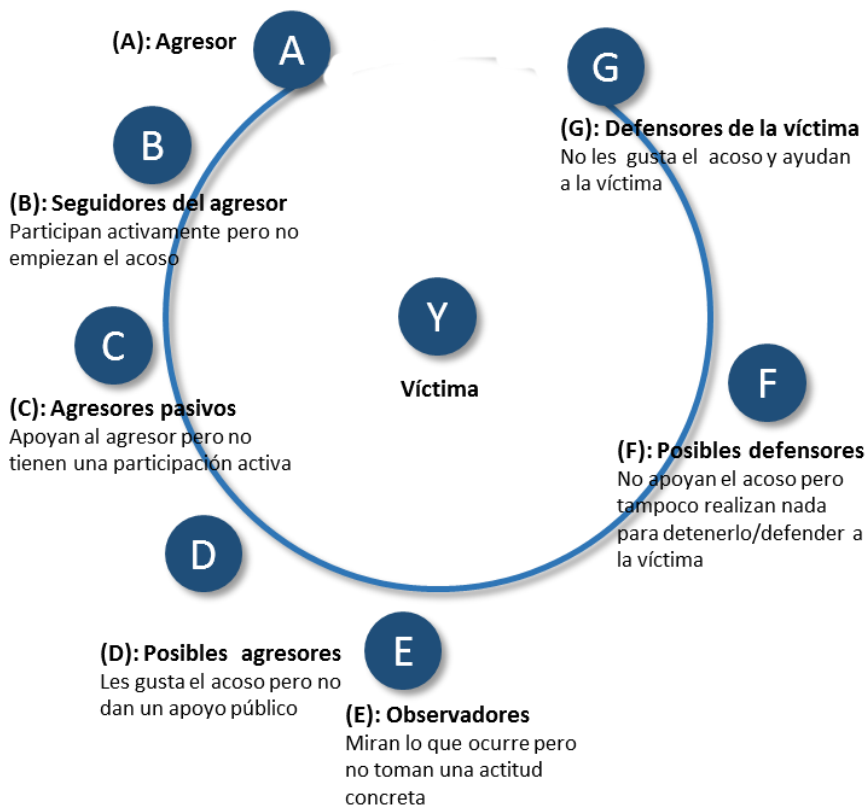 (A): Agresor
A
B
(B): Seguidores del agresor
Participan activamente pero no
empiezan el acoso
C
(C): Agresores pasivos
Apoyan al agresor pero no
tienen una participación activa
D
(D): Posibles agresores
Les gusta el acoso pero no
dan un apoyo público
E
(E): Observadores
Miran lo que ocurre pero
no toman una actitud
concreta
F
(F): Posibles defensores
No apoyan el acoso pero
tampoco realizan nada
para detenerlo/defender a
la víctima
G
(G): Defensores de la víctima
No les gusta el acoso y ayudan
a la víctima
Y
Víctima